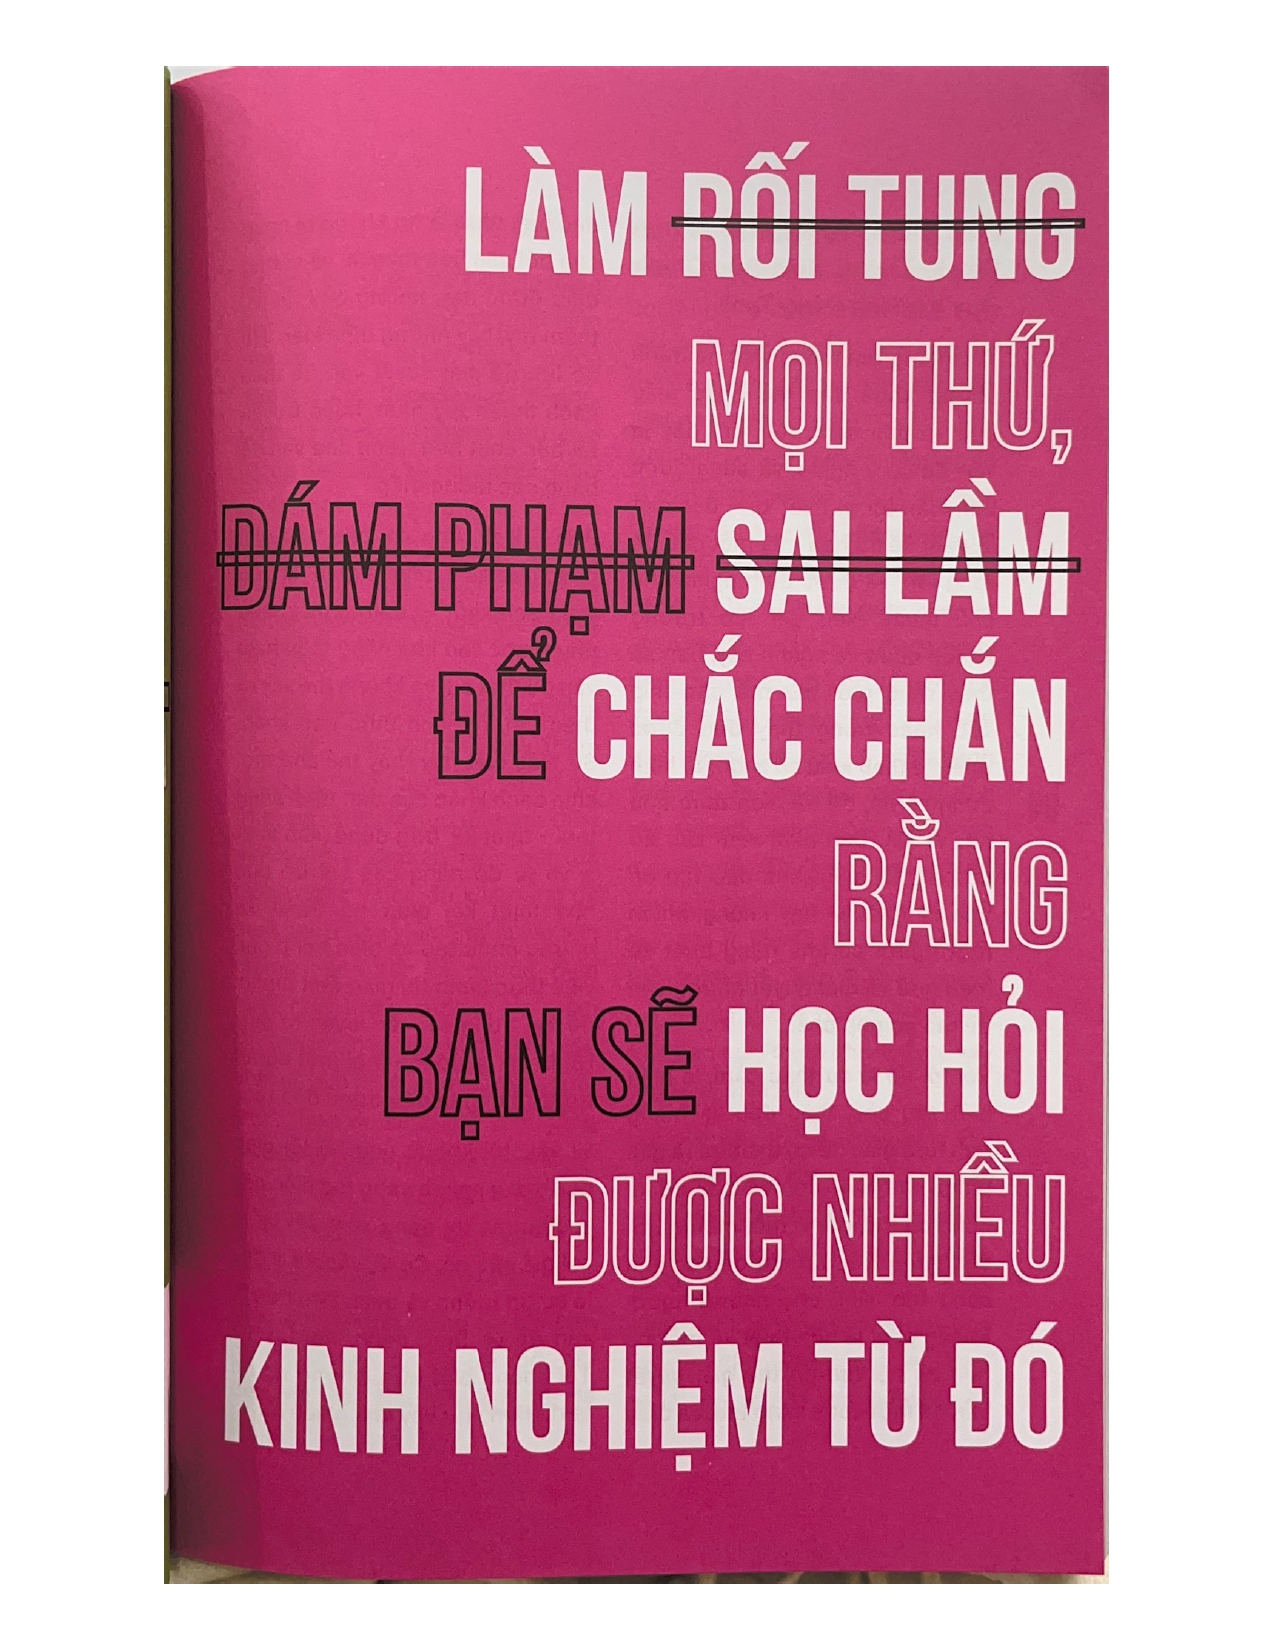 LÀM RỐI TUNG
MỌI THỨ,
DÁM PHẠM SAI LẦM
ĐỂ CHẮC CHẮN
RẰNG
BẠN SẼ HỌC HỎI
ĐƯỢC NHIỀU
KINH NGHIỆM TỪ ĐÓ